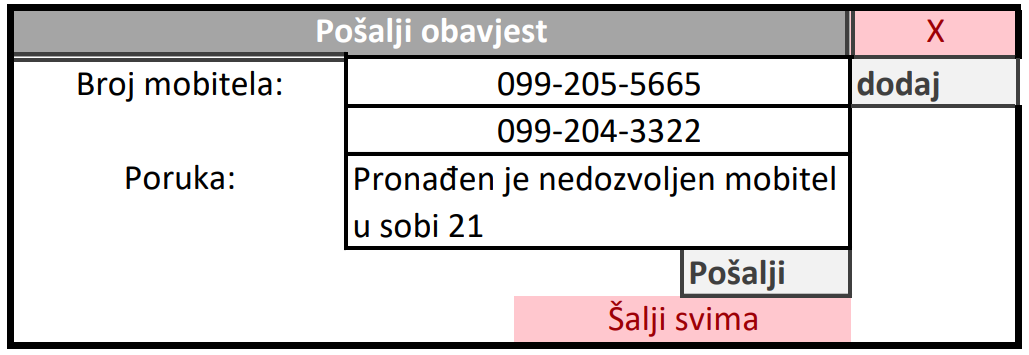 Pošalji obavjest X
Broj mobitela: 099-205-5665 dodaj
099-204-3322
Poruka: Pronađen je nedozvoljen mobitel
u sobi 21
Pošalji
Šalji svima